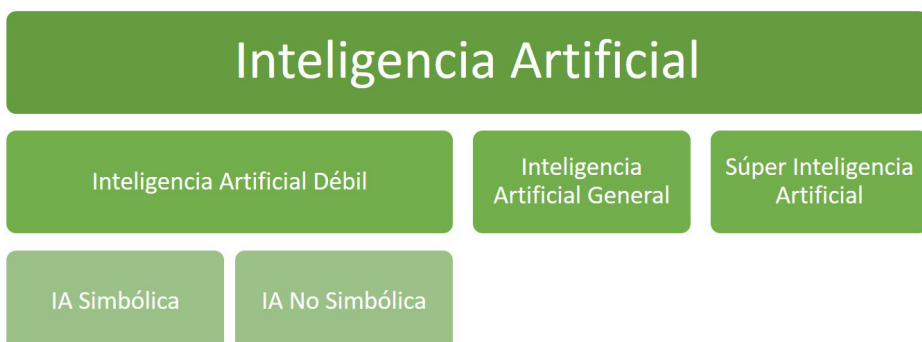 Inteligencia Artificial
Inteligencia Artificial Débil
Inteligencia
Artificial General
Súper Inteligencia
Artificial
IA Simbólica
IA No Simbólica